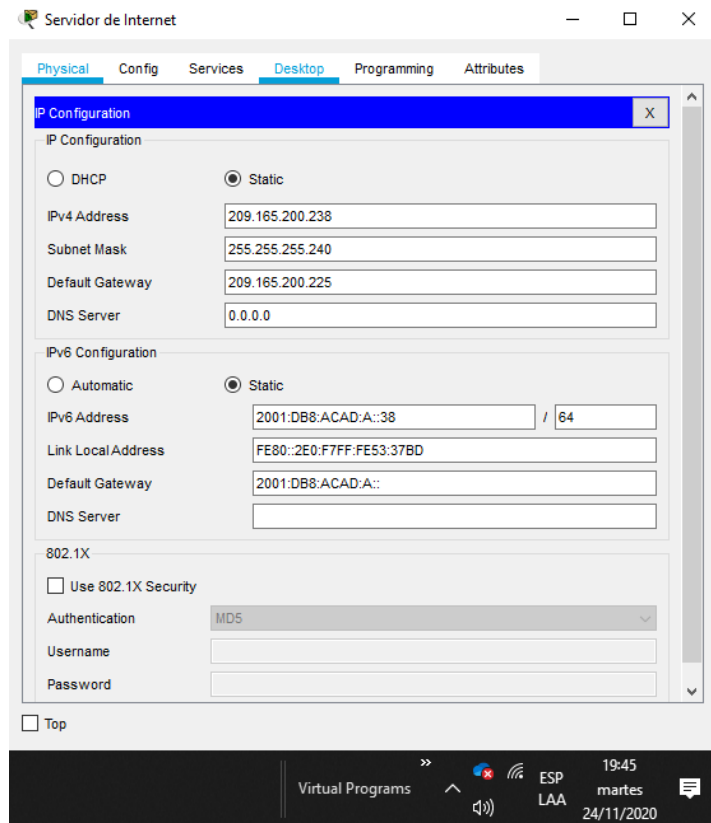 Servidor de Internet
Physical Config Services Desktop Programming Attributes
IP Configuration X
IP Configuration
DHCP Static
IPv4 Address 209.165.200.238
Subnet Mask 255.255.255.240
Default Gateway 209.165.200.225
DNS Server 0.0.0.0
IPv6 Configuration
Automatic Static
IPv6 Address 2001:DB8:ACAD:A::38 / 64
Link Local Address FE80::2E0:F7FF:FE53:37BD
Default Gateway 2001:DB8:ACAD:A::
DNS Server
802.1X
Use 802.1X Security
Authentication MD5
Username
Password
Top
Virtual Programs
ESP
LAA
19:45
martes
24/11/2020